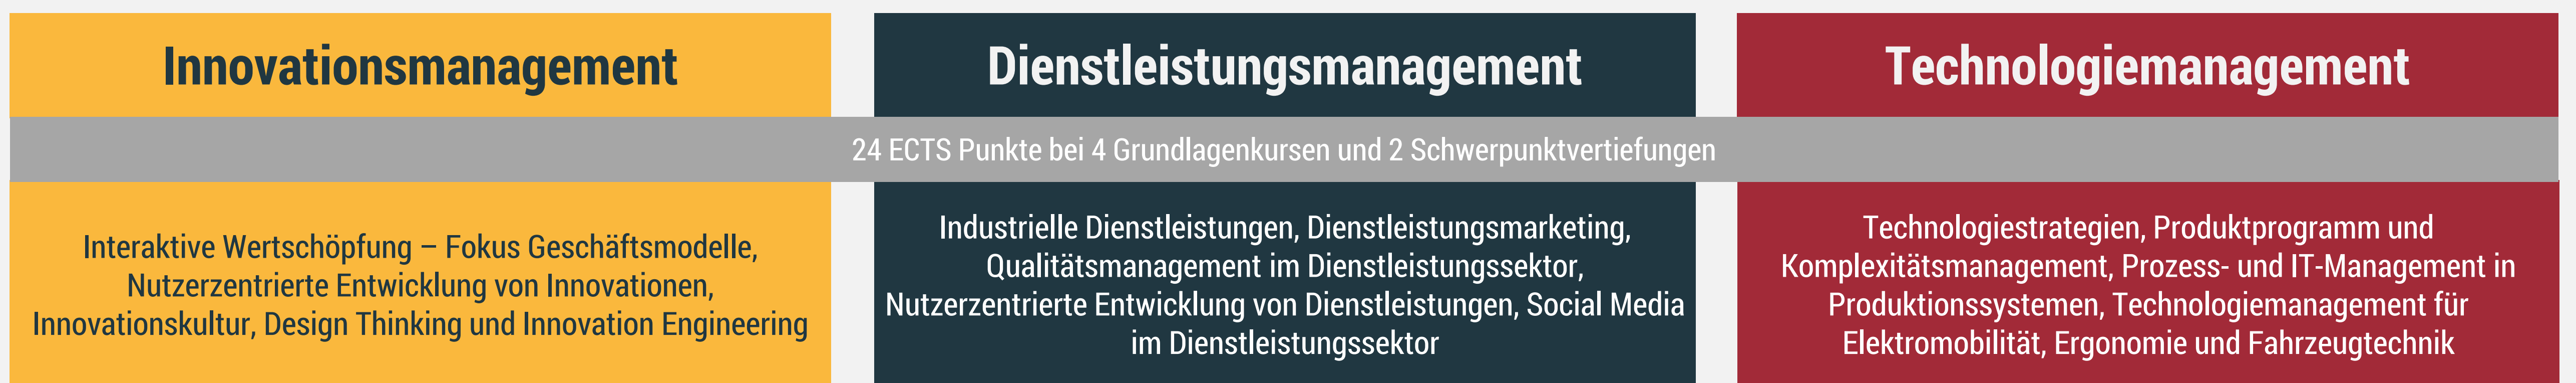 Innovationsmanagement
Dienstleistungsmanagement
Technologiemanagement
24 ECTS Punkte bei 4 Grundlagenkursen und 2 Schwerpunktvertiefungen
Interaktive Wertschöpfung – Fokus Geschäftsmodelle,
Nutzerzentrierte Entwicklung von Innovationen,
Innovationskultur, Design Thinking und Innovation Engineering
Industrielle Dienstleistungen, Dienstleistungsmarketing,
Qualitätsmanagement im Dienstleistungssektor,
Nutzerzentrierte Entwicklung von Dienstleistungen, Social Media
im Dienstleistungssektor
Technologiestrategien, Produktprogramm und
Komplexitätsmanagement, Prozess- und IT-Management in
Produktionssystemen, Technologiemanagement für
Elektromobilität, Ergonomie und Fahrzeugtechnik